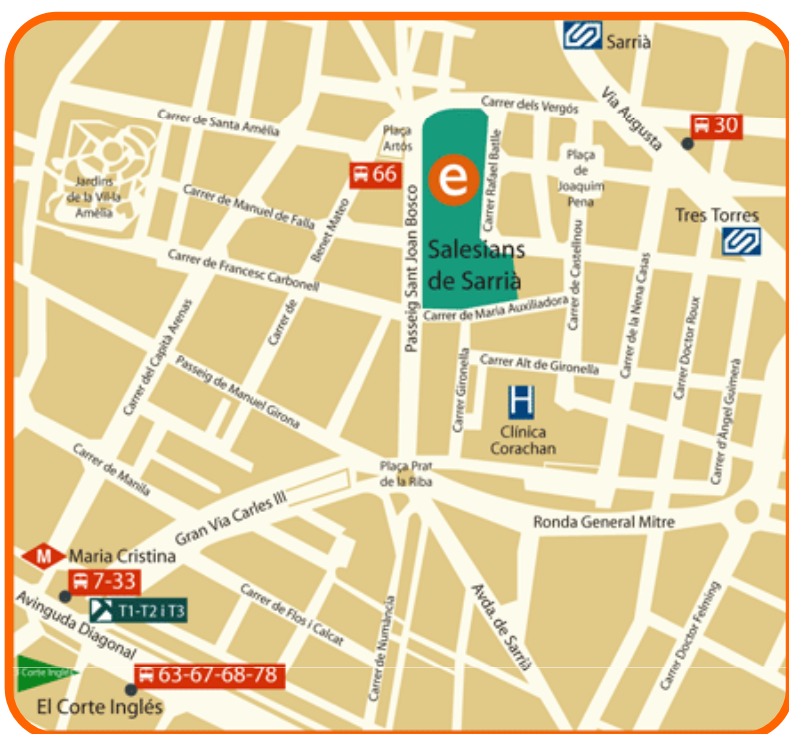 Sarrià
Carrer dels Vergós
Via Augusta
30
Carrer de Santa Amèlia
Plaça
Artós
66
e
Carrer Rafael Batlle
Plaça
de
Joaquim
Pena
Jardins
de la Vil·la
Amèlia
Carrer de Manuel de Falla
Benet Mateo
Carrer de
Passeig Sant Joan Bosco
Tres Torres
Salesians
de Sarrià
Carrer de Francesc Carbonell
Carrer de Maria Auxiliadora
Carrer de Castellnou
Carrer de la Nena Casas
Carrer Doctor Roux
Carrer del Capità Arenas
Passeig de Manuel Girona
Carrer Gironella
Carrer Alt de Gironella
Carrer d'Àngel Guimerà
H
Clínica
Corachan
Carrer de Manila
Plaça Prat
de la Riba
Gran Via Carles III
Ronda General Mitre
M
Maria Cristina
7-33
T1-T2 i T3
Avinguda Diagonal
Carrer de Flos i Calcat
Carrer de Numància
Avda. de Sarrià
Carrer Doctor Felming
Corte Inglés
63-67-68-78
El Corte Inglés